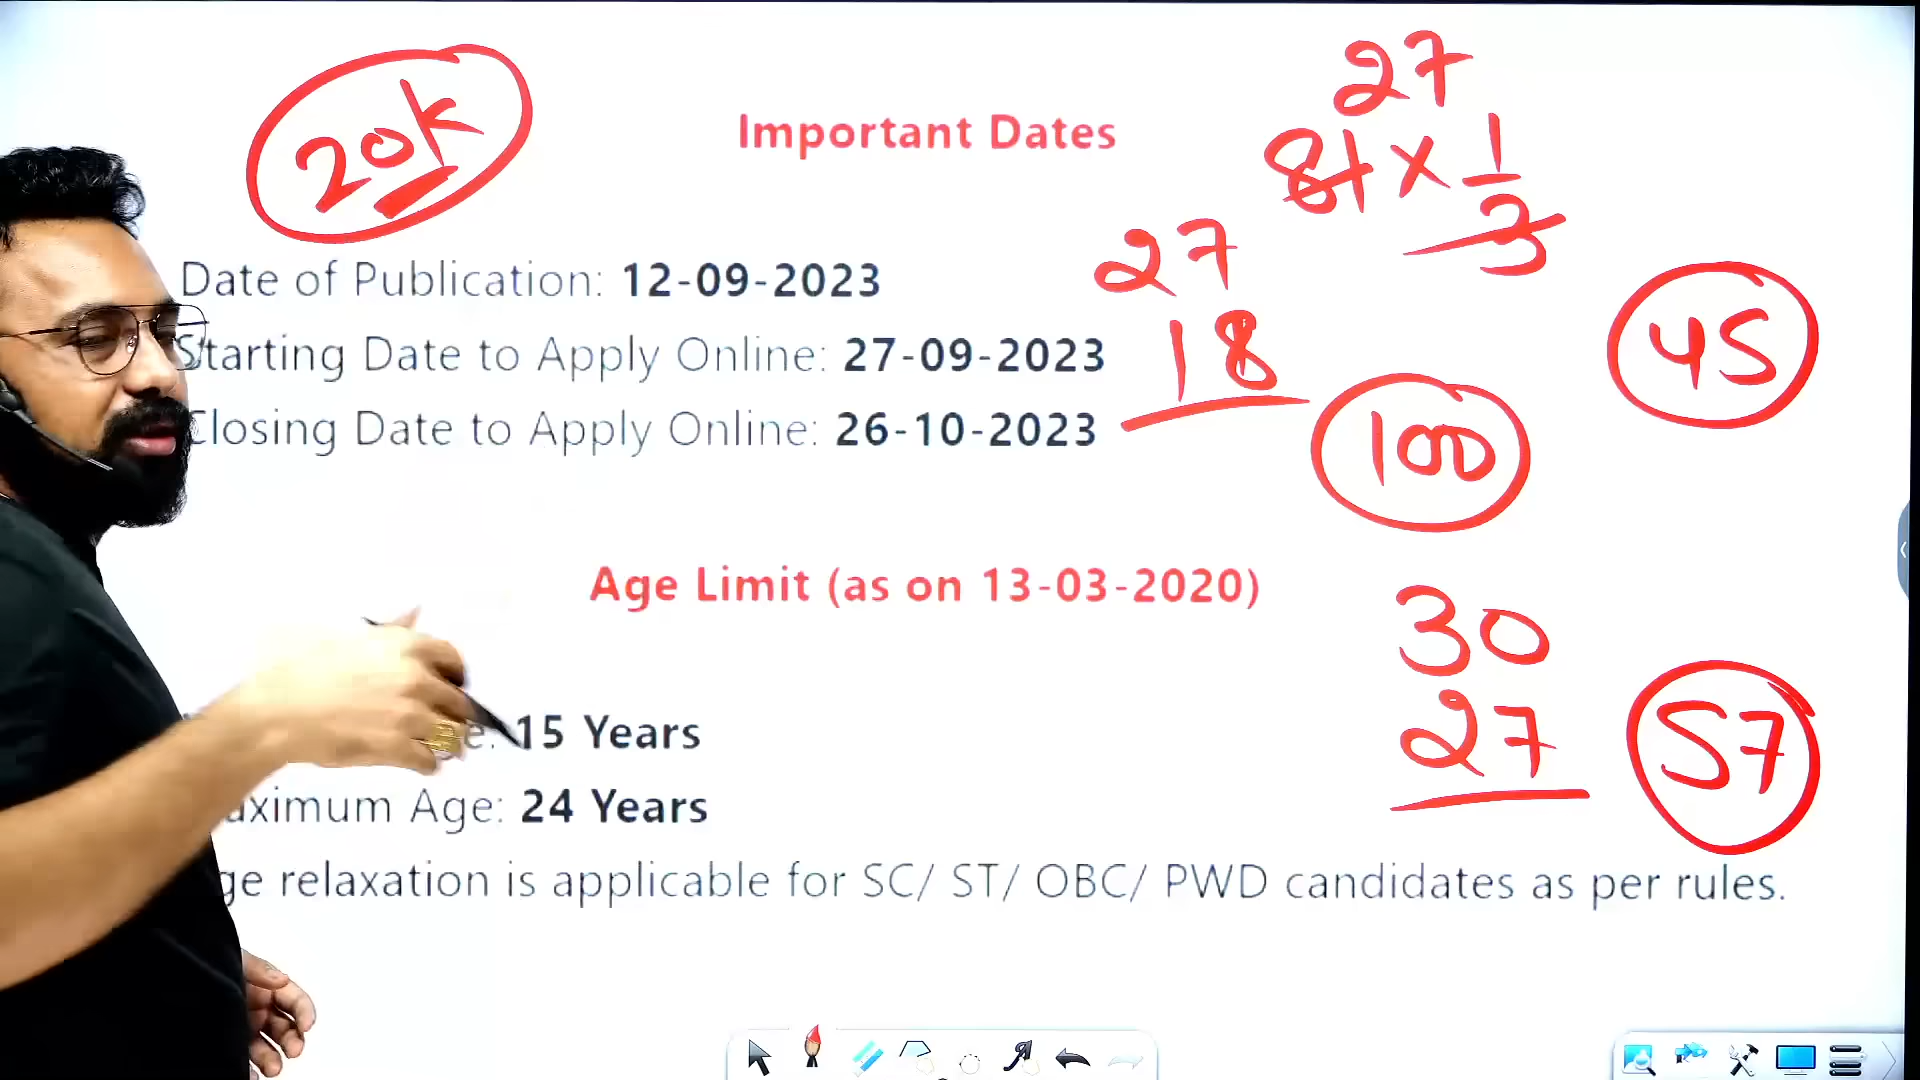 20k
Important Dates
27
81 × 1/3
Date of Publication: 12-09-2023
27
Starting Date to Apply Online: 27-09-2023
18
45
Closing Date to Apply Online: 26-10-2023
100
Age Limit (as on 13-03-2020)
30
15 Years
27
57
Age: 24 Years
relaxation is applicable for SC/ ST/ OBC/ PWD candidates as per rules.